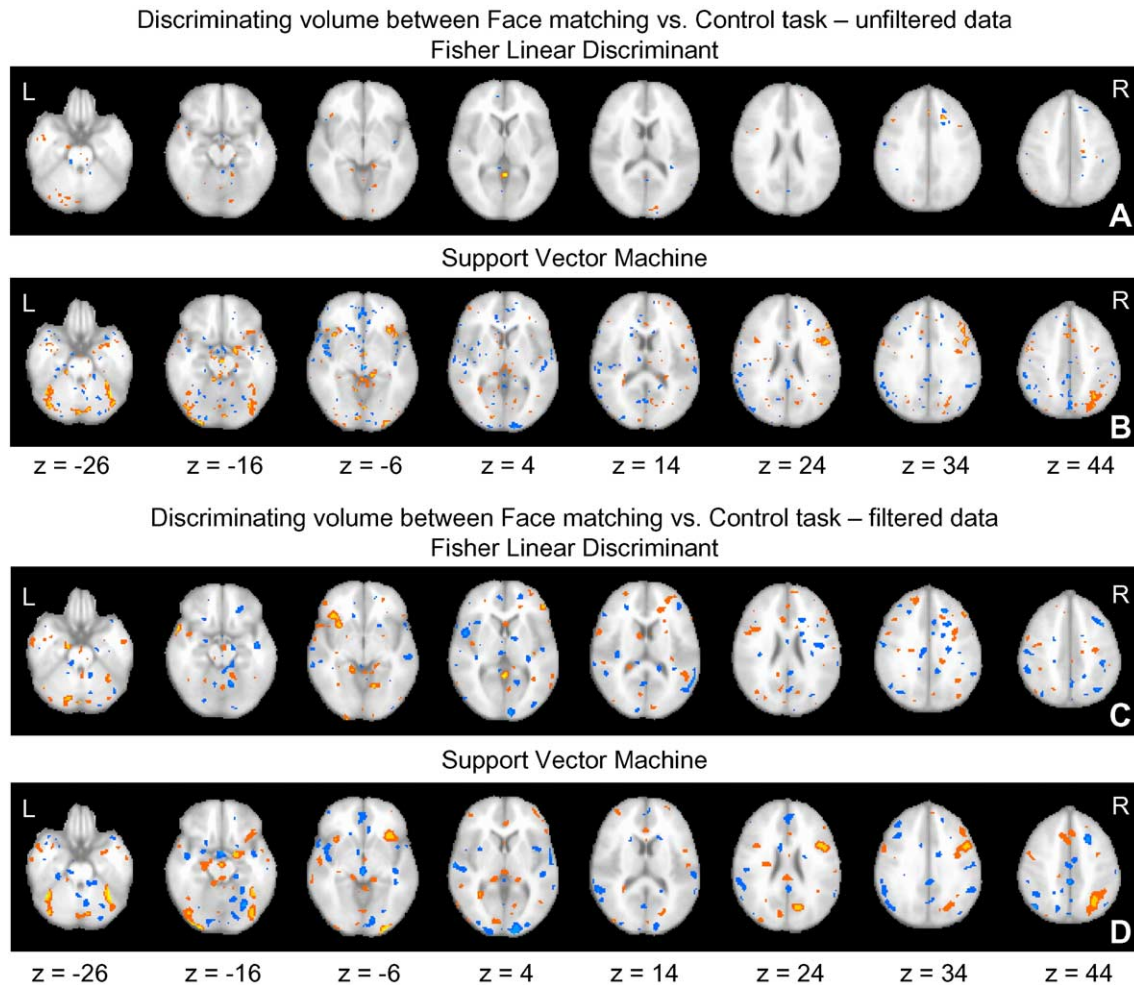 Discriminating volume between Face matching vs. Control task – unfiltered data
Fisher Linear Discriminant
L
R
A
Support Vector Machine
L
R
B
z = -26 z = -16 z = -6 z = 4 z = 14 z = 24 z = 34 z = 44
Discriminating volume between Face matching vs. Control task – filtered data
Fisher Linear Discriminant
L
R
C
Support Vector Machine
L
R
D
z = -26 z = -16 z = -6 z = 4 z = 14 z = 24 z = 34 z = 44